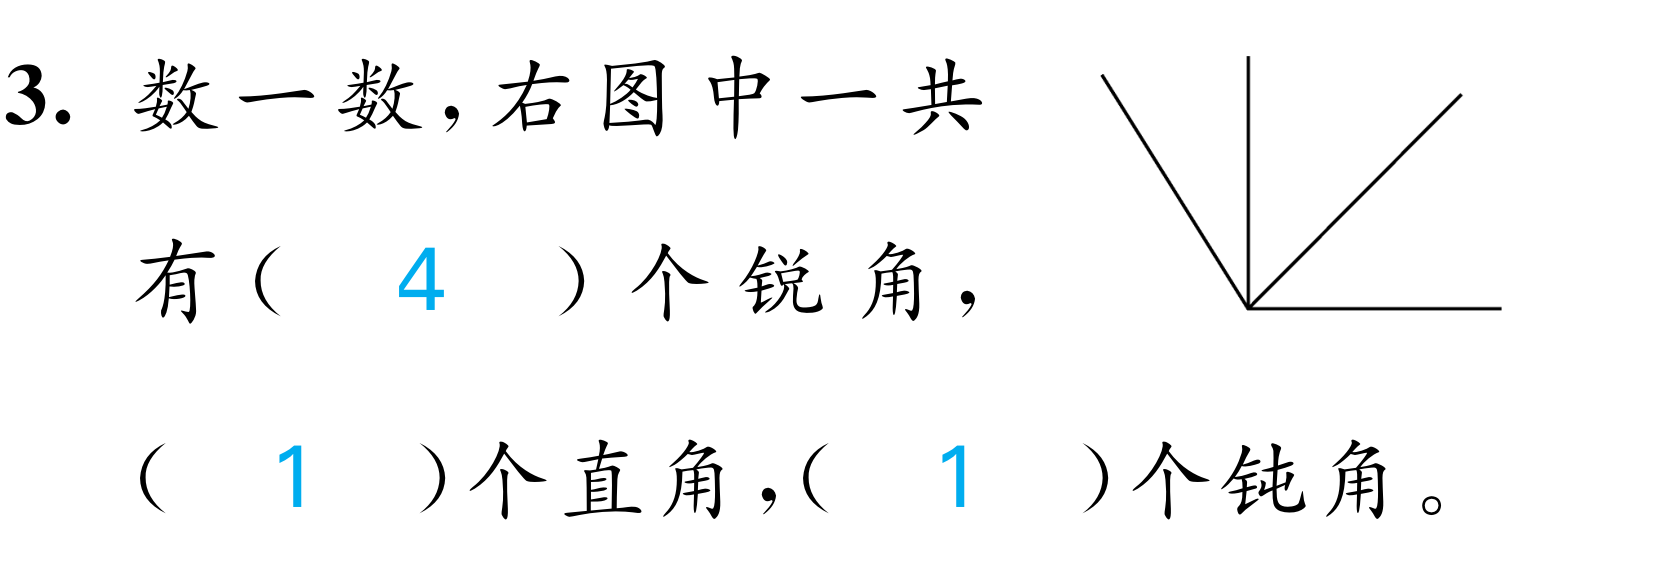 3. 数一数,右图中一共
有( 4 )个锐角,
( 1 )个直角,( 1 )个钝角。